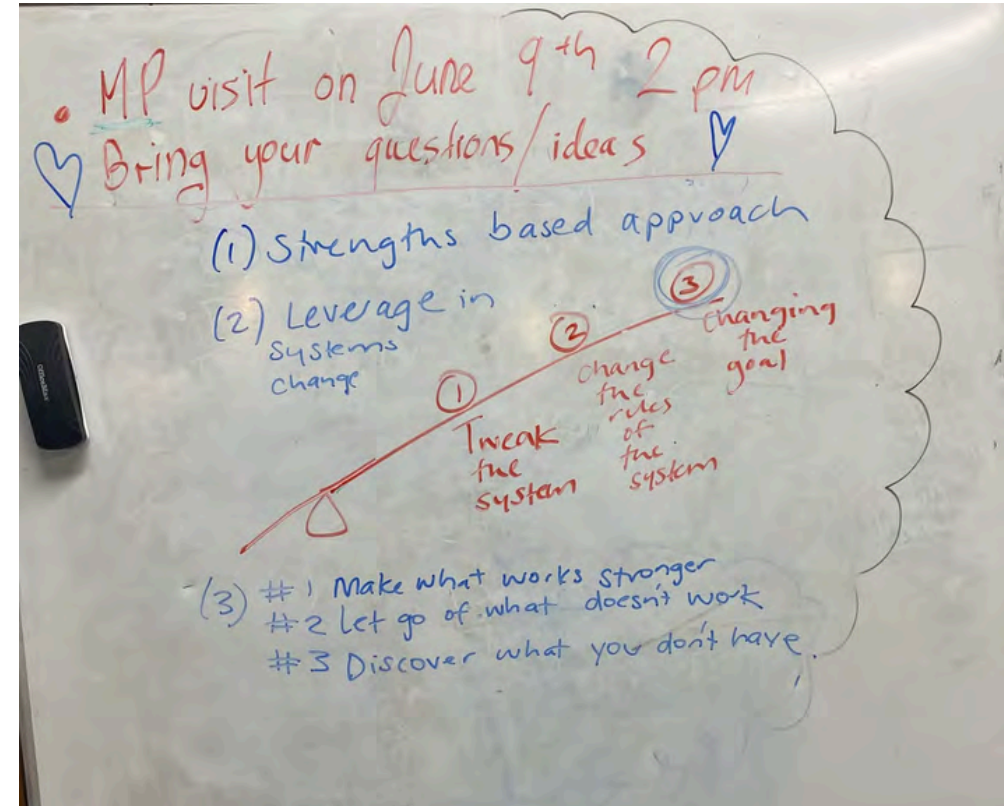 • MP visit on June 9th 2 pm
Bring your questions/ideas
(1) Strengths based approach
(2) Leverage in
systems
change
①
Tweak
the
system
②
change
the
rules
of
the
system
③
changing
the
goal
(3) #1 Make what works stronger
#2 Let go of what doesn't work
#3 Discover what you don't have.